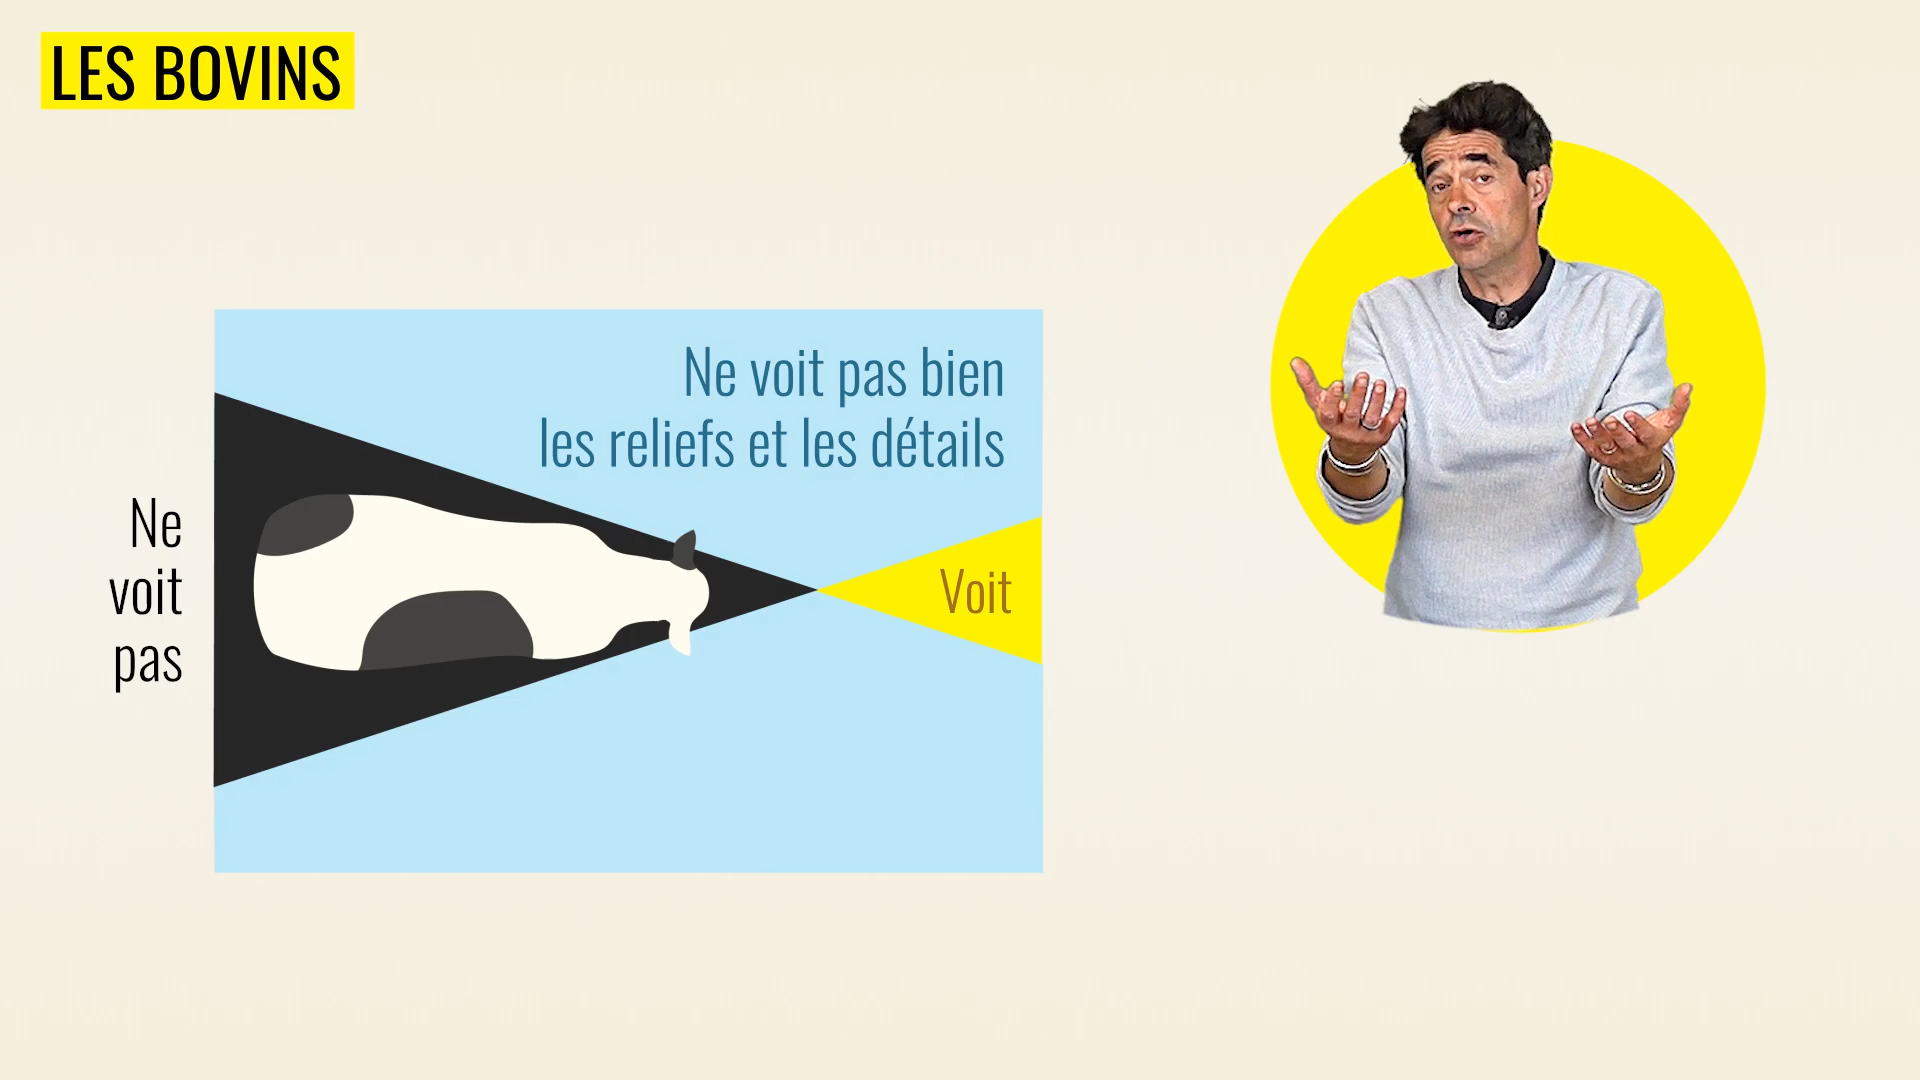 LES BOVINS
Ne voit pas bien
les reliefs et les détails
Ne
voit
pas
Voit